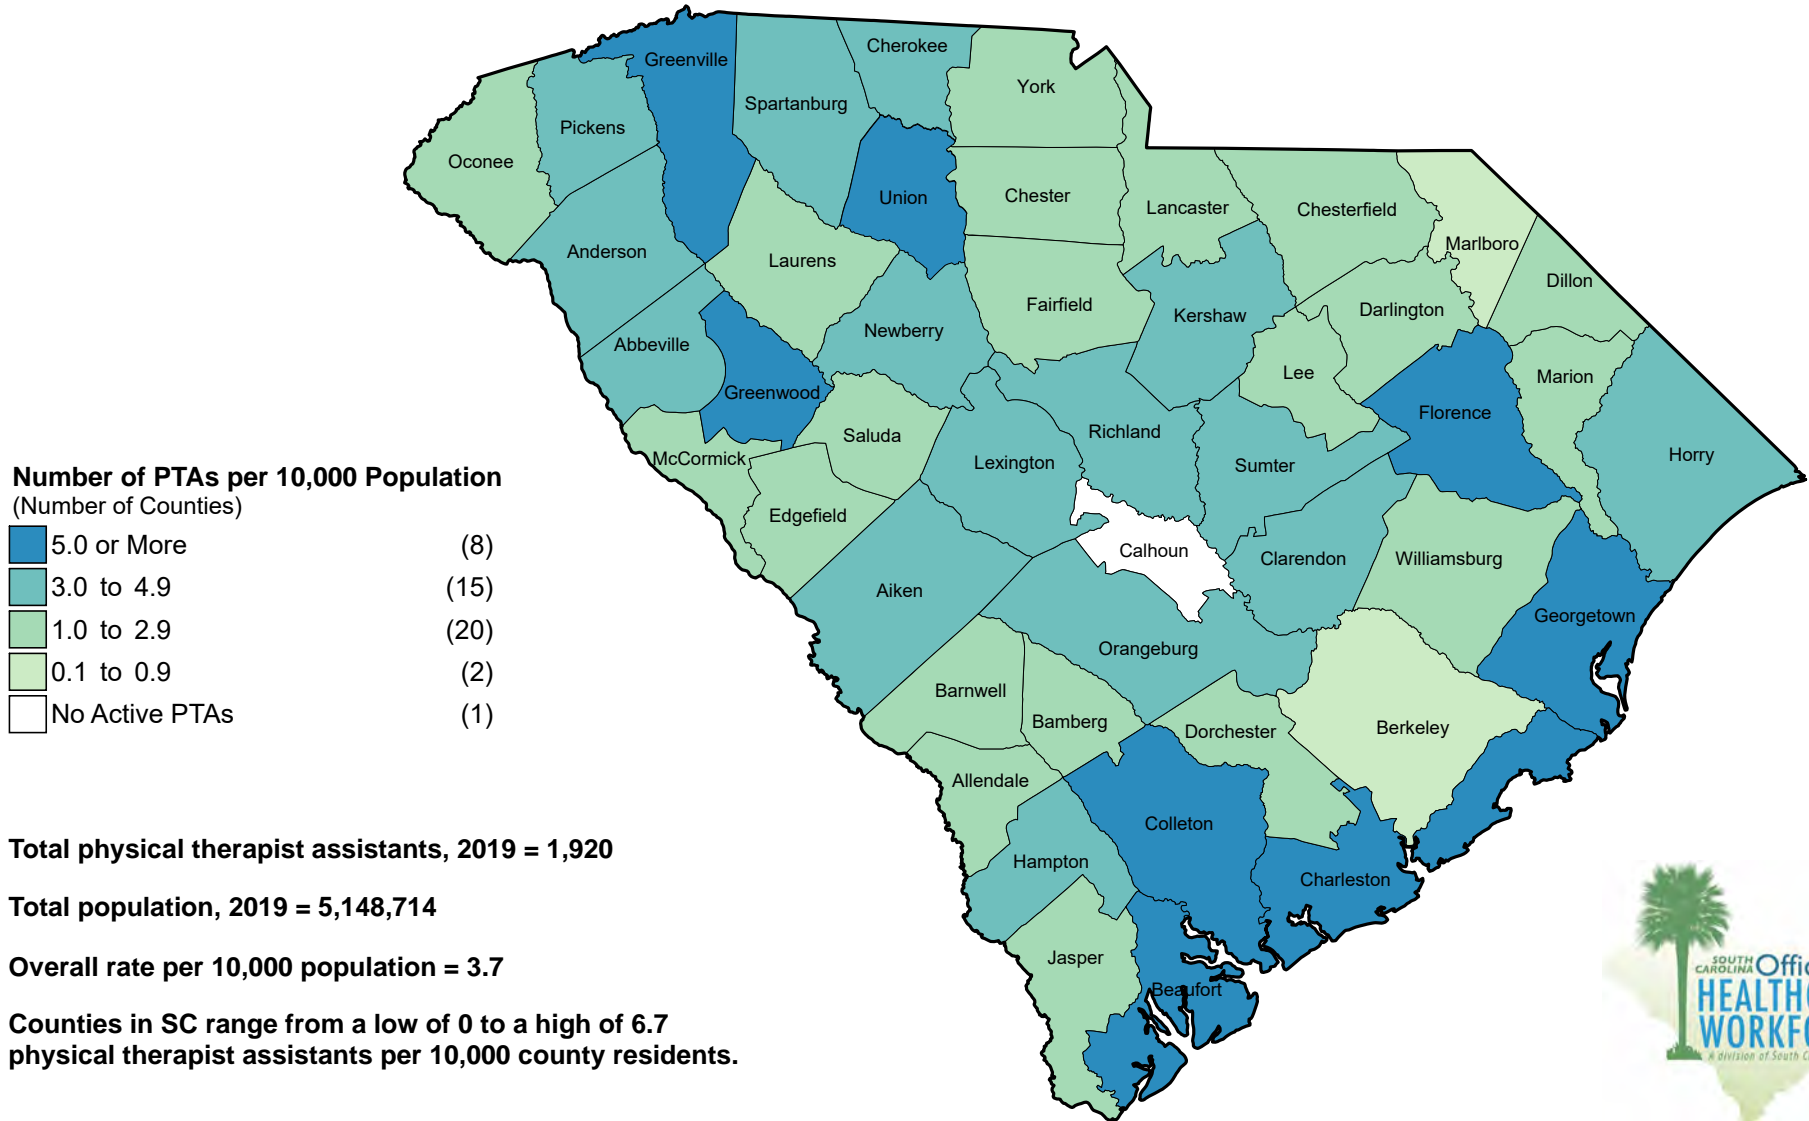 Greenville
Cherokee
York
Spartanburg
Pickens
Oconee
Union
Chester
Lancaster
Chesterfield
Marlboro
Anderson
Laurens
Dillon
Fairfield
Darlington
Kershaw
Newberry
Abbeville
Lee
Marion
Greenwood
Florence
Saluda
Richland
Horry
McCormick
Lexington
Sumter
Edgefield
Calhoun
Clarendon
Williamsburg
Aiken
Georgetown
Orangeburg
Barnwell
Bamberg
Dorchester
Berkeley
Allendale
Colleton
Hampton
Charleston
Jasper
Beaufort
Number of PTAs per 10,000 Population
(Number of Counties)
5.0 or More (8)
3.0 to 4.9 (15)
1.0 to 2.9 (20)
0.1 to 0.9 (2)
No Active PTAs (1)
Total physical therapist assistants, 2019 = 1,920
Total population, 2019 = 5,148,714
Overall rate per 10,000 population = 3.7
Counties in SC range from a low of 0 to a high of 6.7
physical therapist assistants per 10,000 county residents.
SOUTH
CAROLINA Offi
HEALTH
WORKFO
A division of South C